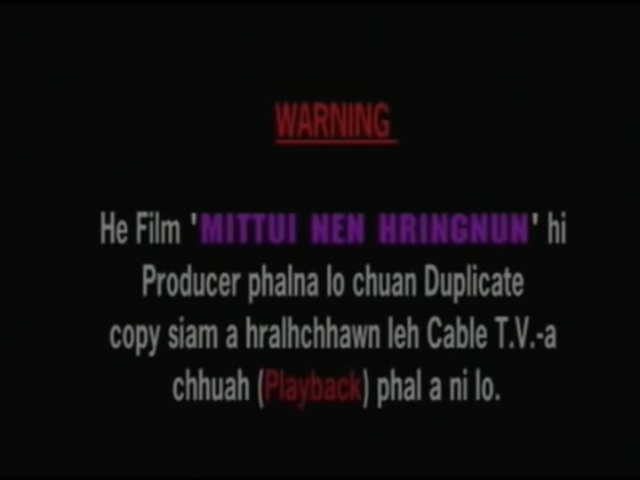 WARNING
He Film 'MITTUI NEN HRINGNUN' hi
Producer phalna lo chuan Duplicate
copy siam a hralhchhawn leh Cable T.V.-a
chhuah (Playback) phal a ni lo.